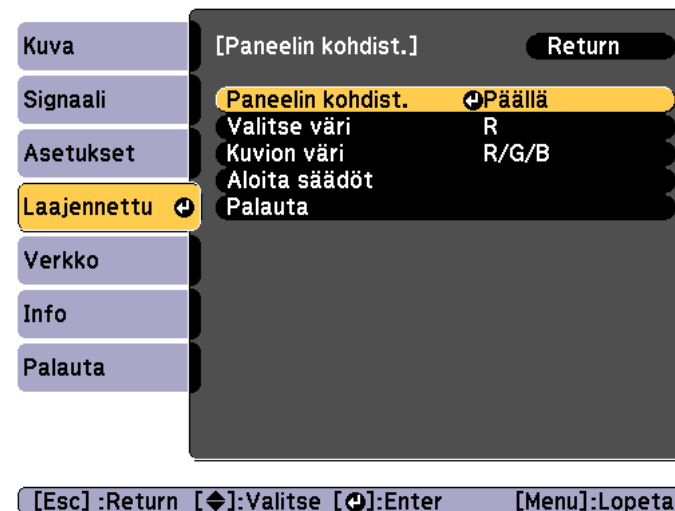 Kuva
Signaali
Asetukset
Laajennettu
Verkko
Info
Palauta
[Paneelin kohdist.] Return
Paneelin kohdist. Päällä
Valitse väri R
Kuvion väri R/G/B
Aloita säädöt
Palauta
[Esc] :Return [◆]:Valitse [⏎]:Enter [Menu]:Lopeta